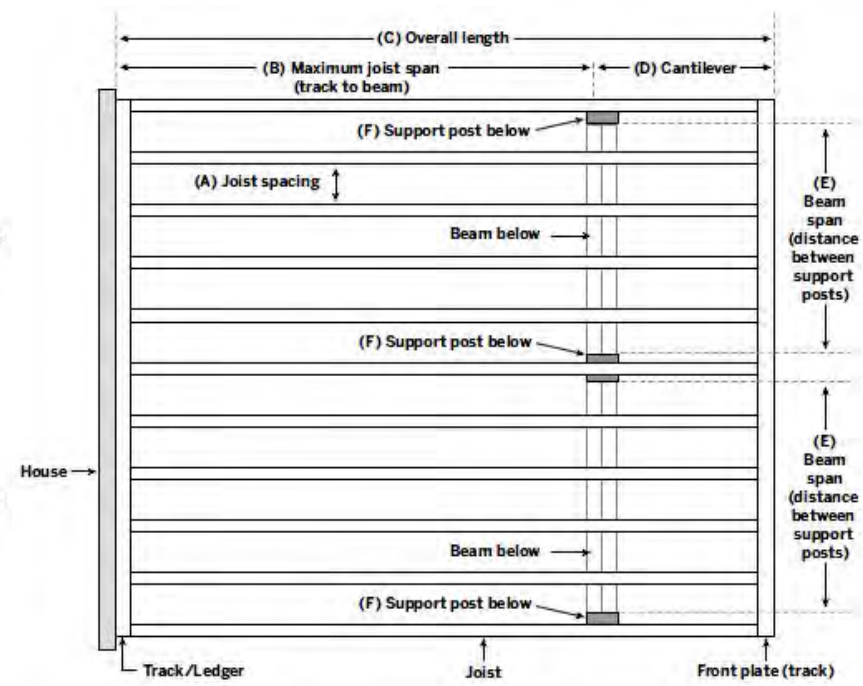 (C) Overall length
(B) Maximum joist span
(track to beam)
(D) Cantilever
(F) Support post below
(A) Joist spacing
(E)
Beam
span
(distance
between
support
posts)
Beam below
(F) Support post below
(E)
Beam
span
(distance
between
support
posts)
House
Beam below
(F) Support post below
Track/Ledger
Joist
Front plate (track)